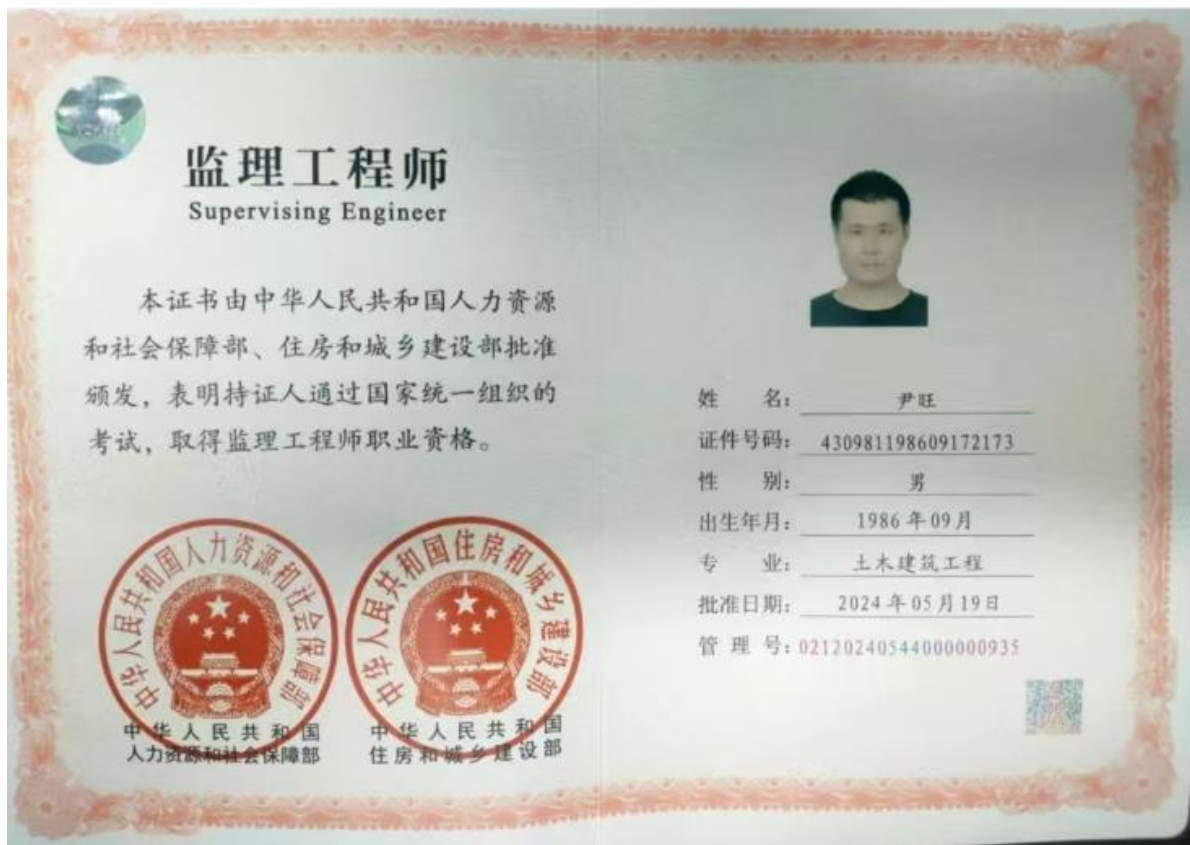 监理工程师
Supervising Engineer
本证书由中华人民共和国人力资源
和社会保障部、住房和城乡建设部批准
颁发，表明持证人通过国家统一组织的
考试，取得监理工程师职业资格。
中华人民共和国人力资源和社会保障部
中华人民共和国住房和城乡建设部
中华人民共和国
人力资源和社会保障部
中华人民共和国
住房和城乡建设部
姓名：尹旺
证件号码：430981198609172173
性别：男
出生年月：1986年09月
专业：土木建筑工程
批准日期：2024年05月19日
管理号：02120240544000000935